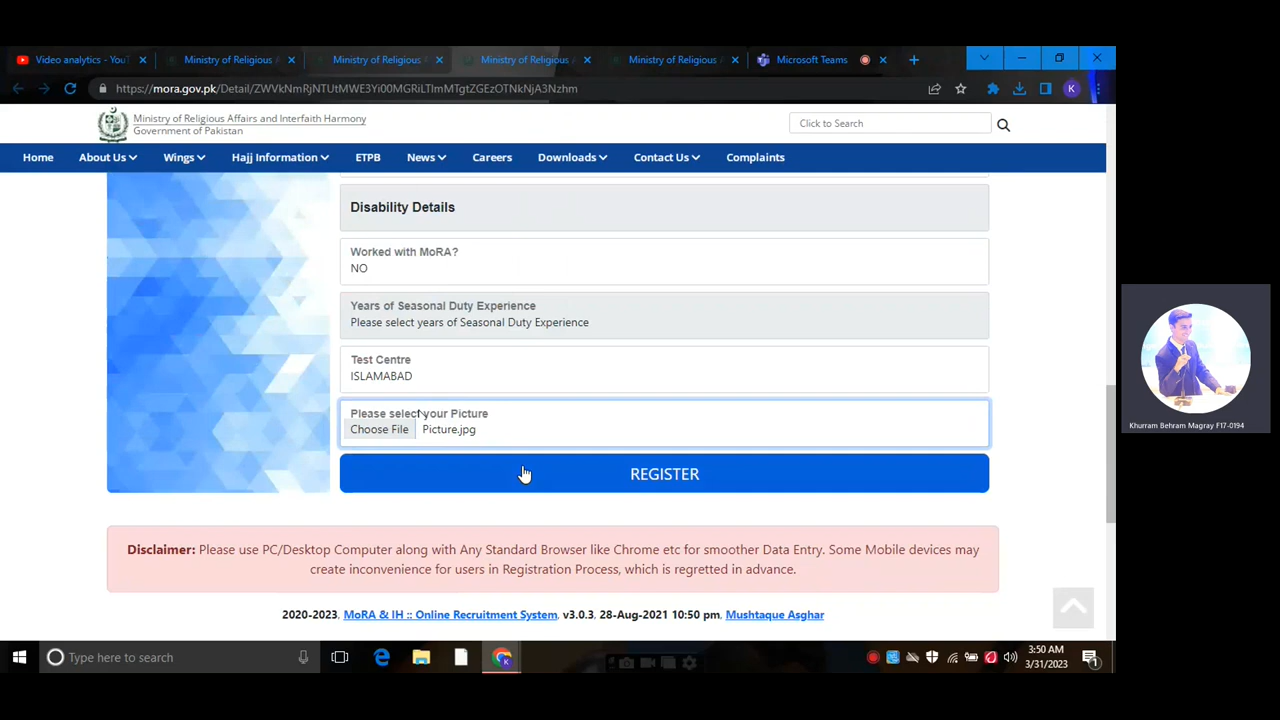 Video analytics - YouT
Ministry of Religious A
Ministry of Religious
Ministry of Religious
Ministry of Religious A
Microsoft Teams
https://mora.gov.pk/Detail/ZWVkNmRjNTUtMWE3Yi00MGRiLTlmMTgtZGEzOTNkNjA3Nzhm
K
Ministry of Religious Affairs and Interfaith Harmony
Government of Pakistan
Click to Search
Home
About Us
Wings
Hajj Information
ETPB
News
Careers
Downloads
Contact Us
Complaints
Disability Details
Worked with MoRA?
NO
Years of Seasonal Duty Experience
Please select years of Seasonal Duty Experience
Test Centre
ISLAMABAD
Please select your Picture
Choose File Picture.jpg
REGISTER
Disclaimer: Please use PC/Desktop Computer along with Any Standard Browser like Chrome etc for smoother Data Entry. Some Mobile devices may
create inconvenience for users in Registration Process, which is regretted in advance.
2020-2023. MoRA & IH :: Online Recruitment System, v3.0.3, 28-Aug-2021 10:50 pm, Mushtaque Asghar
Khurram Behram Magray F17-0194
Type here to search
3:50 AM
3/31/2023
1